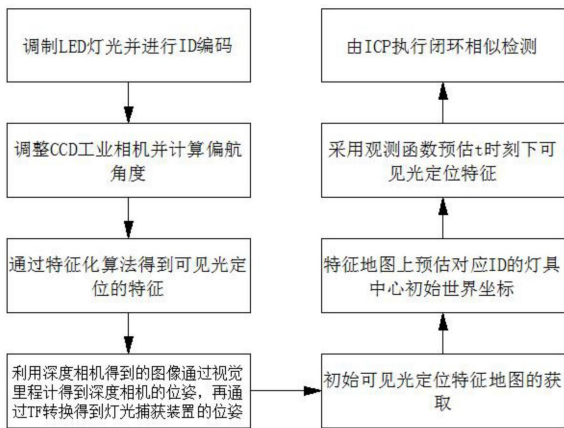 调制LED灯光并进行ID编码
调整CCD工业相机并计算偏航
角度
通过特征化算法得到可见光定
位的特征
利用深度相机得到的图像通过视觉
里程计得到深度相机的位姿，再通
过TF转换得到灯光捕获装置的位姿
初始可见光定位特征地图的获
取
特征地图上预估对应ID的灯具
中心初始世界坐标
采用观测函数预估t时刻下可
见光定位特征
由ICP执行闭环相似检测